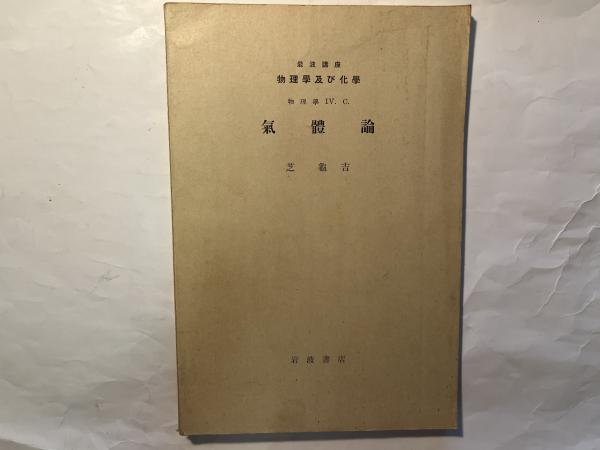 岩波講座
物理學及び化學
物理學 IV. C.
氣體論
芝龜吉
岩波書店